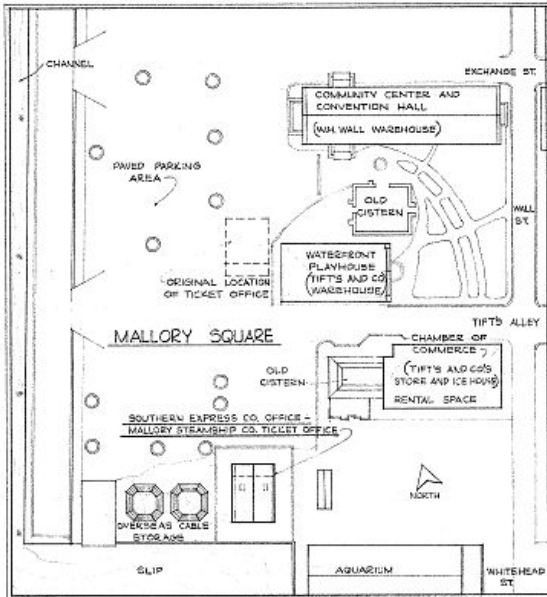 CHANNEL
EXCHANGE ST.
COMMUNITY CENTER AND
CONVENTION HALL
(W.H. WALL WAREHOUSE)
PAVED PARKING
AREA
OLD
CISTERN
WALL
ST.
WATERFRONT
PLAYHOUSE
(TIFT'S AND CO.
WAREHOUSE)
ORIGINAL LOCATION
OF TICKET OFFICE
TIFT'S ALLEY
MALLORY SQUARE
CHAMBER OF
COMMERCE
(TIFT'S AND CO'S
STORE AND ICE HOUSE)
RENTAL SPACE
OLD
CISTERN
SOUTHERN EXPRESS CO. OFFICE -
MALLORY STEAMSHIP CO. TICKET OFFICE
NORTH
OVERSEAS CABLE
STORAGE
SLIP
AQUARIUM
WHITEHEAD
ST.